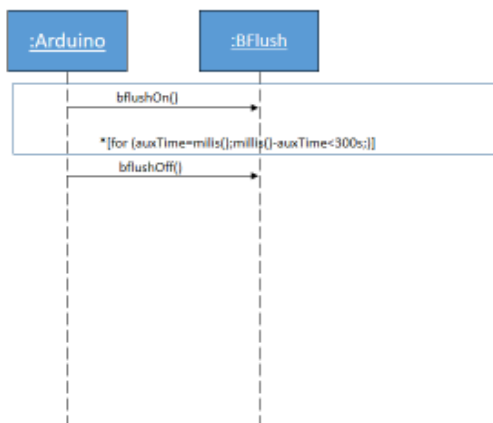 :Arduino
:BFlush
bflushOn()
*[for (auxTime=millis();millis()-auxTime<300s;)]
bflushOff()